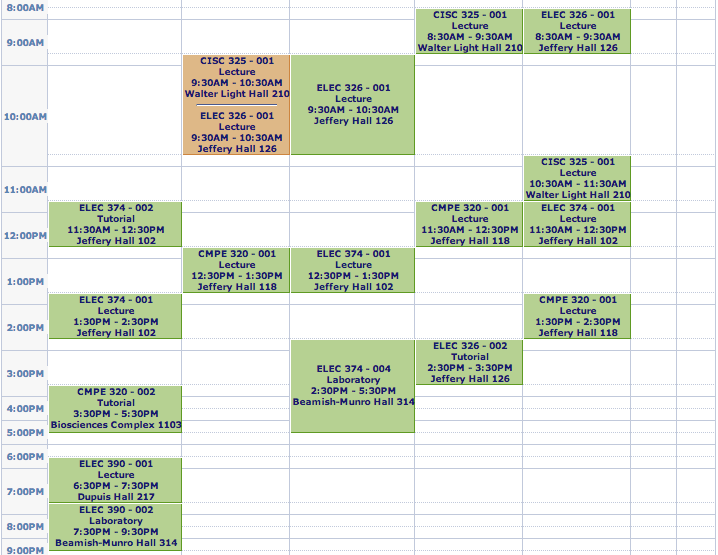 8:00AM
CISC 325 - 001
Lecture
8:30AM - 9:30AM
Walter Light Hall 210
ELEC 326 - 001
Lecture
8:30AM - 9:30AM
Jeffery Hall 126
9:00AM
CISC 325 - 001
Lecture
9:30AM - 10:30AM
Walter Light Hall 210
ELEC 326 - 001
Lecture
9:30AM - 10:30AM
Jeffery Hall 126
ELEC 326 - 001
Lecture
9:30AM - 10:30AM
Jeffery Hall 126
10:00AM
CISC 325 - 001
Lecture
10:30AM - 11:30AM
Walter Light Hall 210
11:00AM
ELEC 374 - 002
Tutorial
11:30AM - 12:30PM
Jeffery Hall 102
CMPE 320 - 001
Lecture
11:30AM - 12:30PM
Jeffery Hall 118
ELEC 374 - 001
Lecture
11:30AM - 12:30PM
Jeffery Hall 102
12:00PM
CMPE 320 - 001
Lecture
12:30PM - 1:30PM
Jeffery Hall 118
ELEC 374 - 001
Lecture
12:30PM - 1:30PM
Jeffery Hall 102
1:00PM
ELEC 374 - 001
Lecture
1:30PM - 2:30PM
Jeffery Hall 102
CMPE 320 - 001
Lecture
1:30PM - 2:30PM
Jeffery Hall 118
2:00PM
ELEC 374 - 004
Laboratory
2:30PM - 5:30PM
Beamish-Munro Hall 314
ELEC 326 - 002
Tutorial
2:30PM - 3:30PM
Jeffery Hall 126
3:00PM
CMPE 320 - 002
Tutorial
3:30PM - 5:30PM
Biosciences Complex 1103
4:00PM
5:00PM
6:00PM
ELEC 390 - 001
Lecture
6:30PM - 7:30PM
Dupuis Hall 217
7:00PM
ELEC 390 - 002
Laboratory
7:30PM - 9:30PM
Beamish-Munro Hall 314
8:00PM
9:00PM